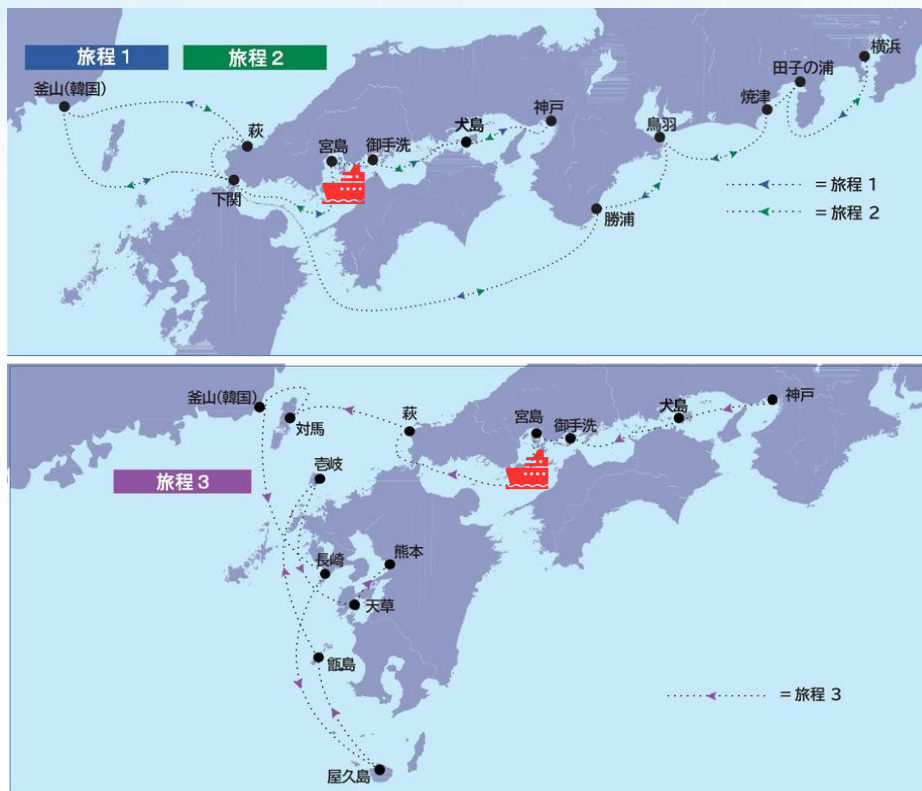 旅程1
旅程2
釜山(韓国)
萩
下関
宮島
御手洗
犬島
神戸
鳥羽
勝浦
焼津
田子の浦
横浜
= 旅程 1
= 旅程 2
釜山(韓国)
対馬
萩
宮島
御手洗
犬島
神戸
壱岐
旅程3
長崎
熊本
天草
甑島
屋久島
= 旅程 3